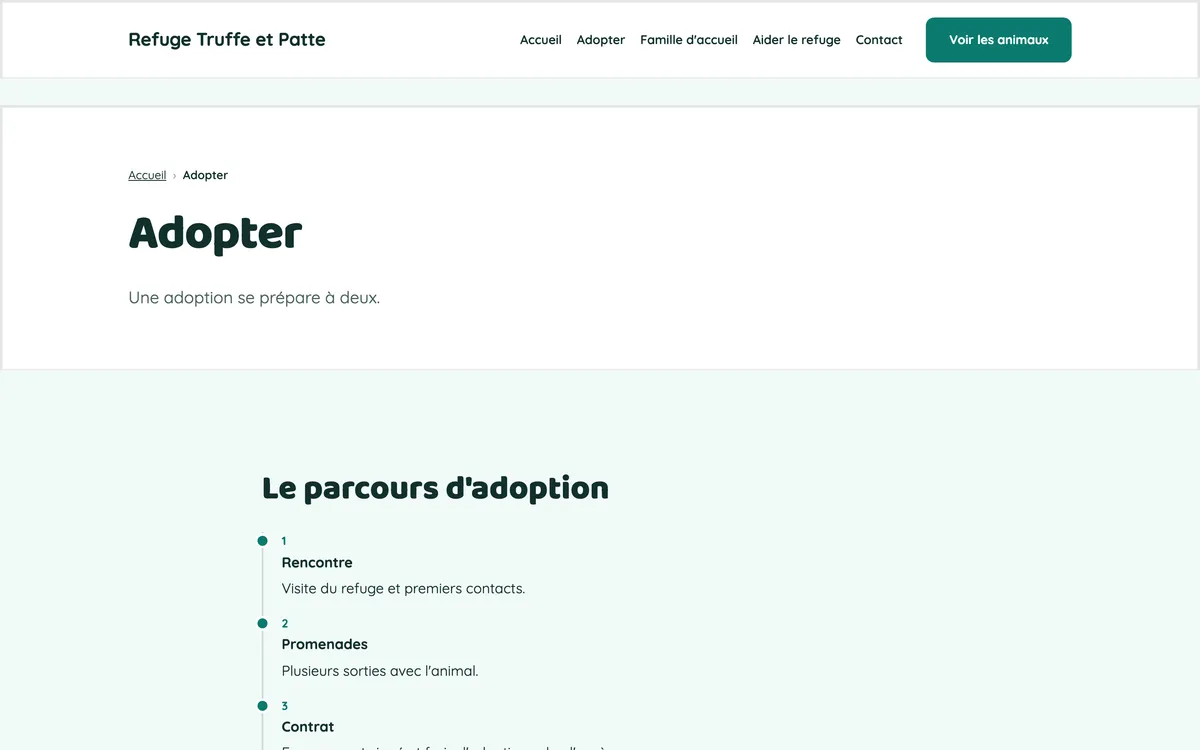 Refuge Truffe et Patte
Accueil Adopter Famille d'accueil Aider le refuge Contact Voir les animaux
Accueil › Adopter
Adopter
Une adoption se prépare à deux.
Le parcours d'adoption
1
Rencontre
Visite du refuge et premiers contacts.
2
Promenades
Plusieurs sorties avec l'animal.
3
Contrat